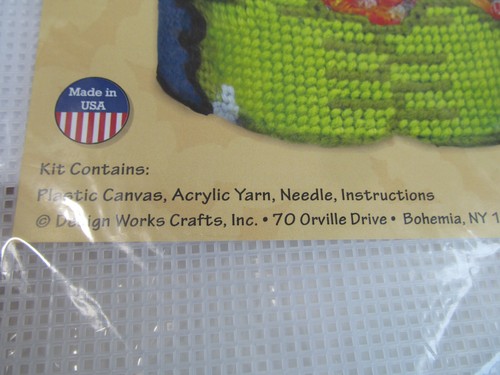 Made in
USA
Kit Contains:
Plastic Canvas, Acrylic Yarn, Needle, Instructions
© Design Works Crafts, Inc. • 70 Orville Drive • Bohemia, NY 1